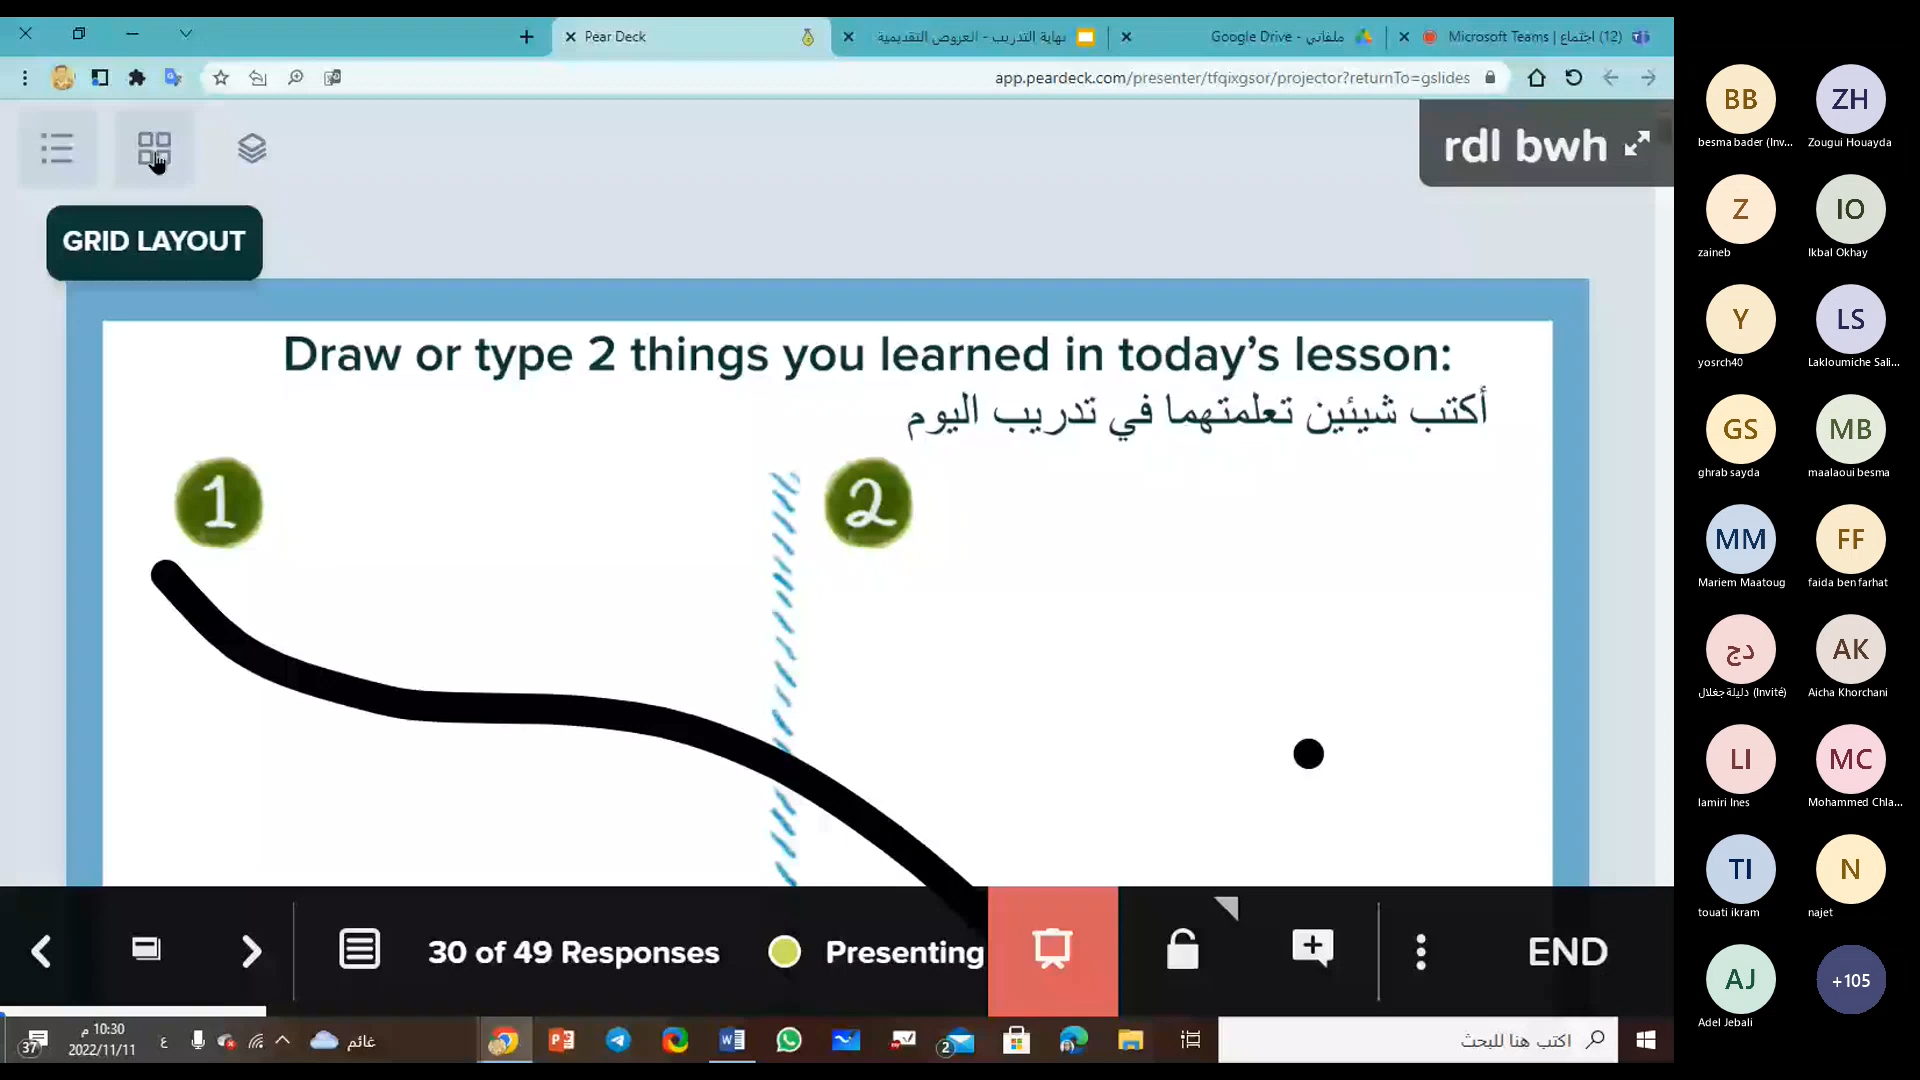 Pear Deck
نهاية التدريب - العروض التقديمية
ملفاتي - Google Drive
(12) اجتماع | Microsoft Teams
app.peardeck.com/presenter/tfqixgsor/projector?returnTo=gslides
rdl bwh
GRID LAYOUT
Draw or type 2 things you learned in today's lesson:
أكتب شيئين تعلمتهما في تدريب اليوم
1
2
30 of 49 Responses
Presenting
END
37
10:30 م
2022/11/11
ع
غائم
2
اكتب هنا للبحث
BB
besma bader (Inv...
ZH
Zougui Houayda
Z
zaineb
IO
Ikbal Okhay
Y
yosrch40
LS
Lakloumiche Sali...
GS
ghrab sayda
MB
maalaoui besma
MM
Mariem Maatoug
FF
faida ben farhat
دج
دليلة جغلال (Invité)
AK
Aicha Khorchani
LI
lamiri Ines
MC
Mohammed Chla...
TI
touati ikram
N
najet
AJ
Adel Jebali
+105